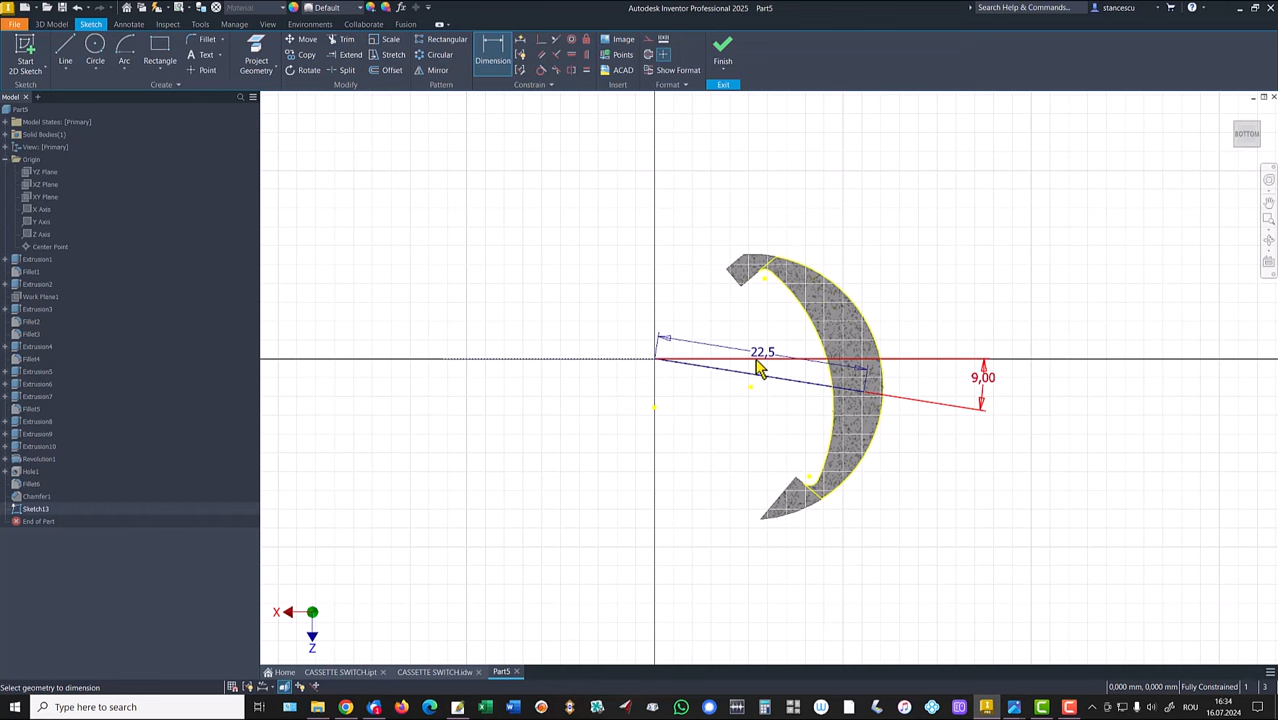 Material
Default
Autodesk Inventor Professional 2025 Part5
Search Help & Commands...
stancescu
File 3D Model Sketch Annotate Inspect Tools Manage View Environments Collaborate Fusion
Start
2D Sketch
Line
Circle
Arc
Rectangle
Fillet
Text
Point
Project
Geometry
Move
Copy
Rotate
Trim
Extend
Split
Scale
Stretch
Offset
Rectangular
Circular
Mirror
Dimension
Image
Points
ACAD
Show Format
Finish
Sketch Create Modify Pattern Constrain Insert Format Exit
Model
Part5
Model States: [Primary]
Solid Bodies(1)
View: [Primary]
Origin
YZ Plane
XZ Plane
XY Plane
X Axis
Y Axis
Z Axis
Center Point
Extrusion1
Fillet1
Extrusion2
Work Plane1
Extrusion3
Fillet2
Fillet3
Extrusion4
Fillet4
Extrusion5
Extrusion6
Extrusion7
Fillet5
Extrusion8
Extrusion9
Extrusion10
Revolution1
Hole1
Fillet6
Chamfer1
Sketch13
End of Part
BOTTOM
22,5
9,00
X
Z
Home CASSETTE SWITCH.ipt CASSETTE SWITCH.idw Part5
Select geometry to dimension
0,000 mm, 0,000 mm Fully Constrained 1 3
Type here to search
ROU
16:34
16.07.2024